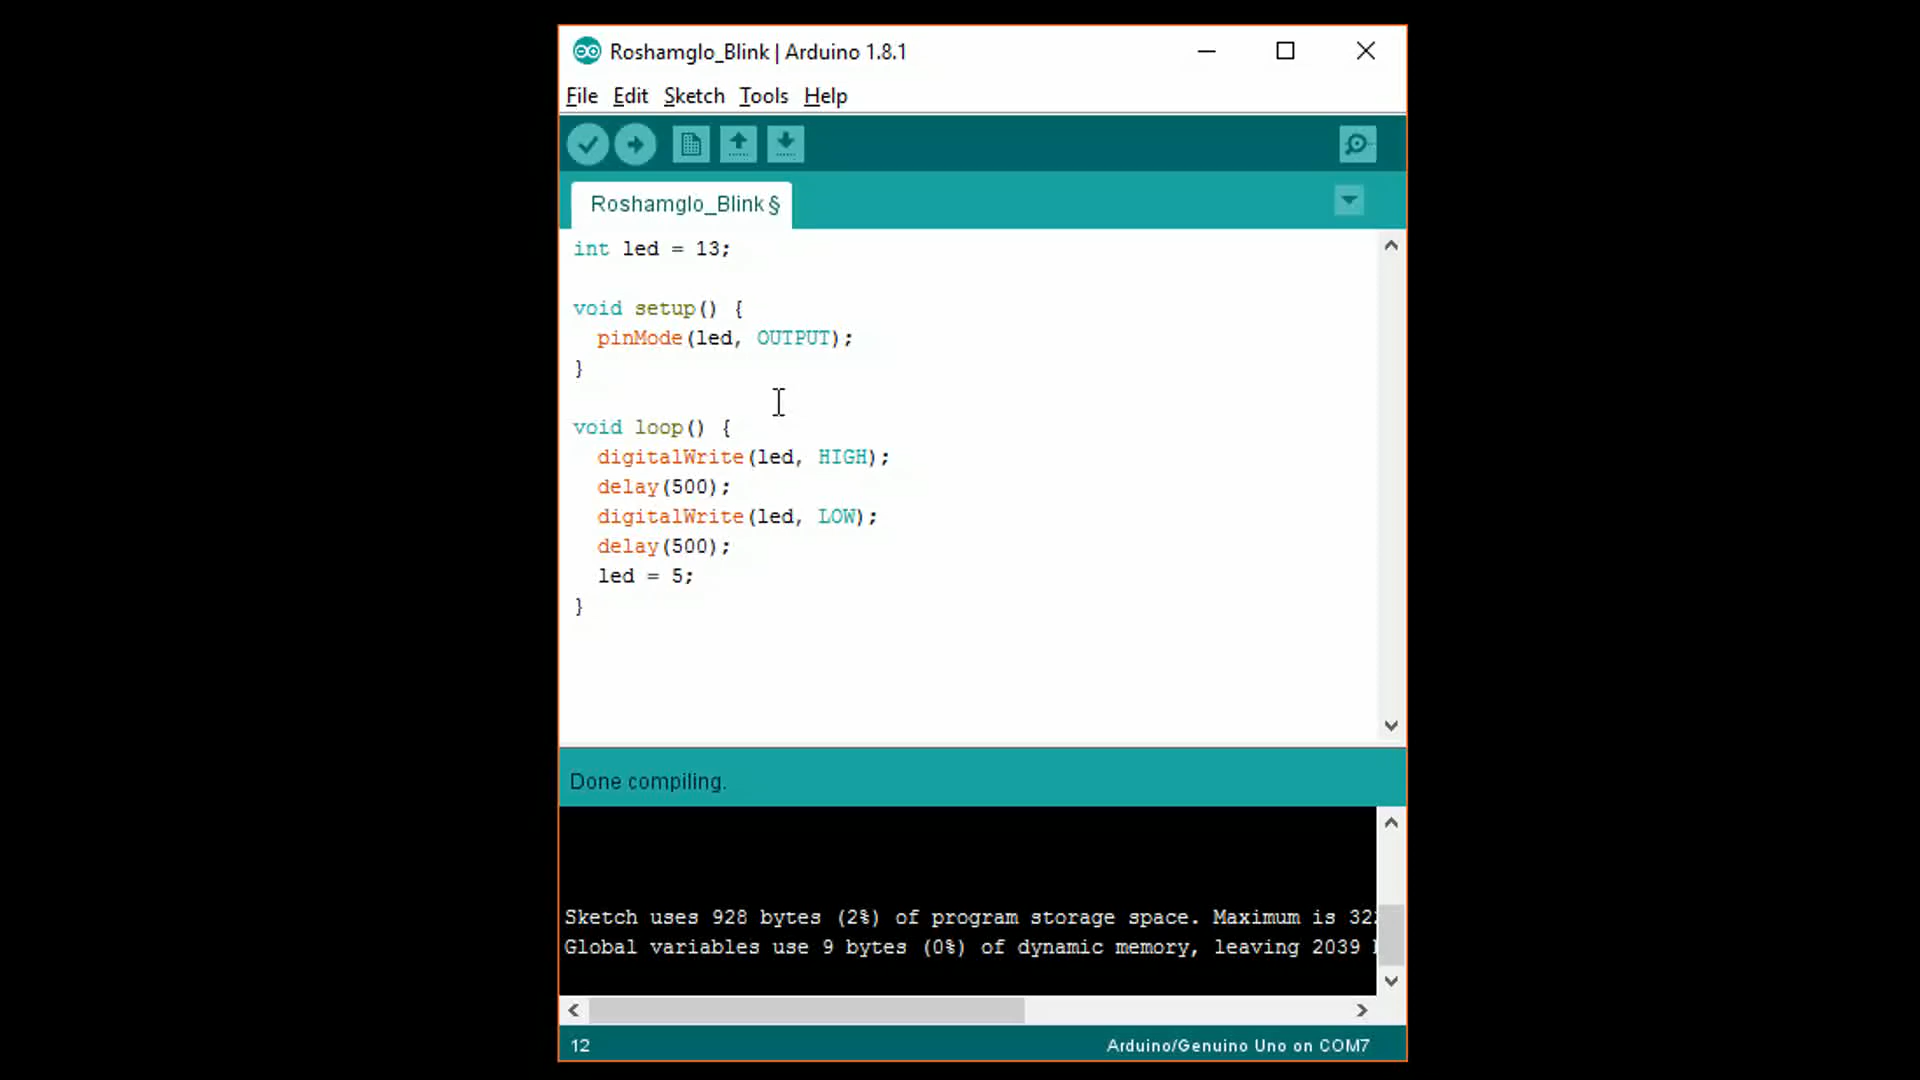 Roshamglo_Blink | Arduino 1.8.1
File Edit Sketch Tools Help
Roshamglo_Blink §
int led = 13;
void setup() {
  pinMode(led, OUTPUT);
}
void loop() {
  digitalWrite(led, HIGH);
  delay(500);
  digitalWrite(led, LOW);
  delay(500);
  led = 5;
}
Done compiling.
Sketch uses 928 bytes (2%) of program storage space. Maximum is 32
Global variables use 9 bytes (0%) of dynamic memory, leaving 2039
12 Arduino/Genuino Uno on COM7